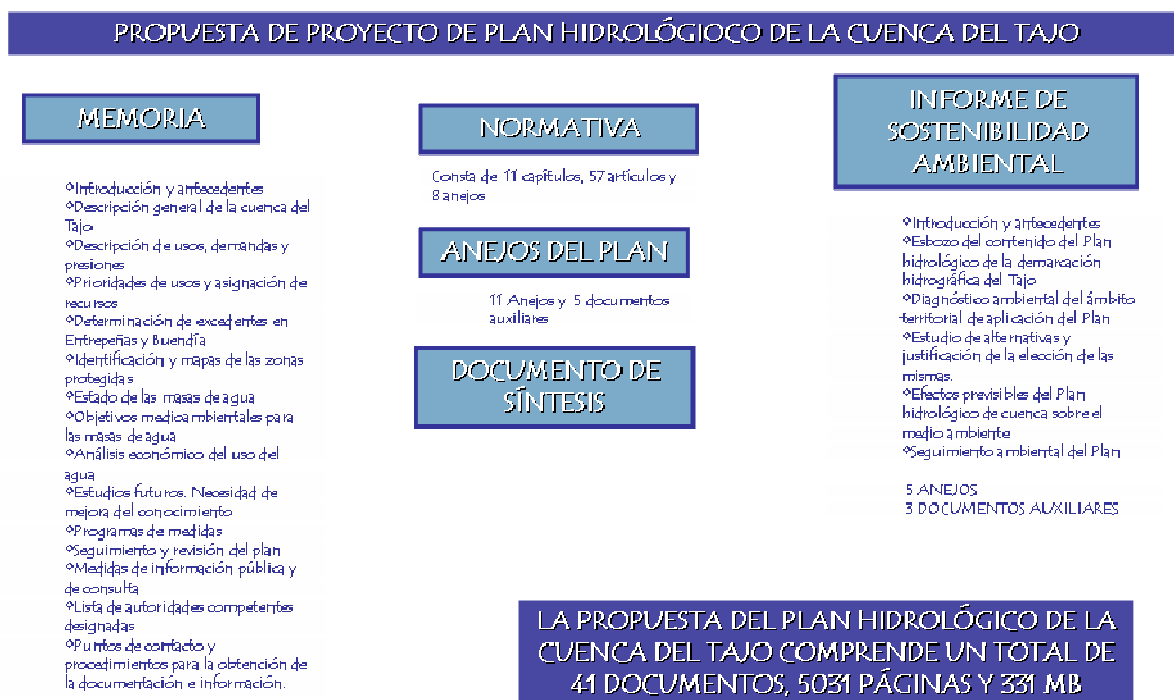 PROPUESTA DE PROYECTO DE PLAN HIDROLÓGIOCO DE LA CUENCA DEL TAJO
MEMORIA
°Introducción y antecedentes
°Descripción general de la cuenca del
Tajo
°Descripción de usos, demandas y
presiones
°Prioridades de usos y asignación de
recursos
°Determinación de excedentes en
Entrepeñas y Buendía
°Identificación y mapas de las zonas
protegidas
°Estado de las masas de agua
°Objetivos medioambientales para
las masas de agua
°Análisis económico del uso del
agua
°Estudios futuros. Necesidad de
mejora del conocimiento
°Programas de medidas
°Seguimiento y revisión del plan
°Medidas de información pública y
de consulta
°Lista de autoridades competentes
designadas
°Puntos de contacto y
procedimientos para la obtención de
la documentación e información.
NORMATIVA
Consta de 11 capítulos, 57 artículos y
8 anejos
ANEJOS DEL PLAN
11 Anejos y 5 documentos
auxiliares
DOCUMENTO DE
SÍNTESIS
INFORME DE
SOSTENIBILIDAD
AMBIENTAL
°Introducción y antecedentes
°Esbozo del contenido del Plan
hidrológico de la demarcación
hidrográfica del Tajo
°Diagnóstico ambiental del ámbito
territorial de aplicación del Plan
°Estudio de alternativas y
justificación de la elección de las
mismas.
°Efectos previsibles del Plan
hidrológico de cuenca sobre el
medio ambiente
°Seguimiento ambiental del Plan
5 ANEJOS
3 DOCUMENTOS AUXILIARES
LA PROPUESTA DEL PLAN HIDROLÓGICO DE LA
CUENCA DEL TAJO COMPRENDE UN TOTAL DE
41 DOCUMENTOS, 5031 PÁGINAS Y 331 MB